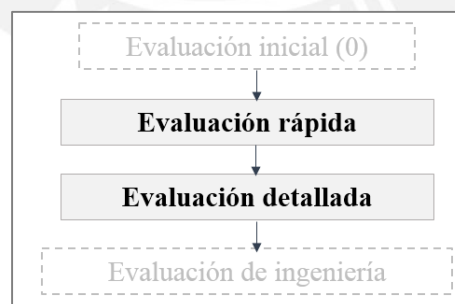 Evaluación inicial (0)
Evaluación rápida
Evaluación detallada
Evaluación de ingeniería